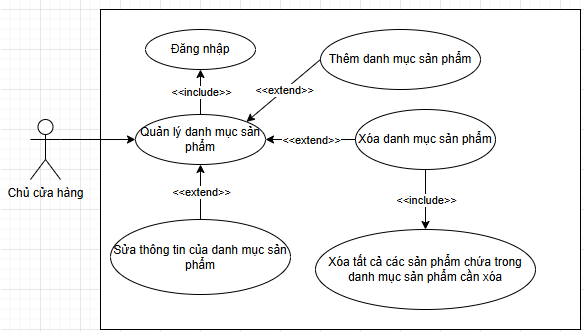 Đăng nhập
Thêm danh mục sản phẩm
<<include>>
<<extend>>
Quản lý danh mục sản
phẩm
<<extend>>
Xóa danh mục sản phẩm
Chủ cửa hàng
<<extend>>
<<include>>
Sửa thông tin của danh mục sản
phẩm
Xóa tất cả các sản phẩm chứa trong
danh mục sản phẩm cần xóa